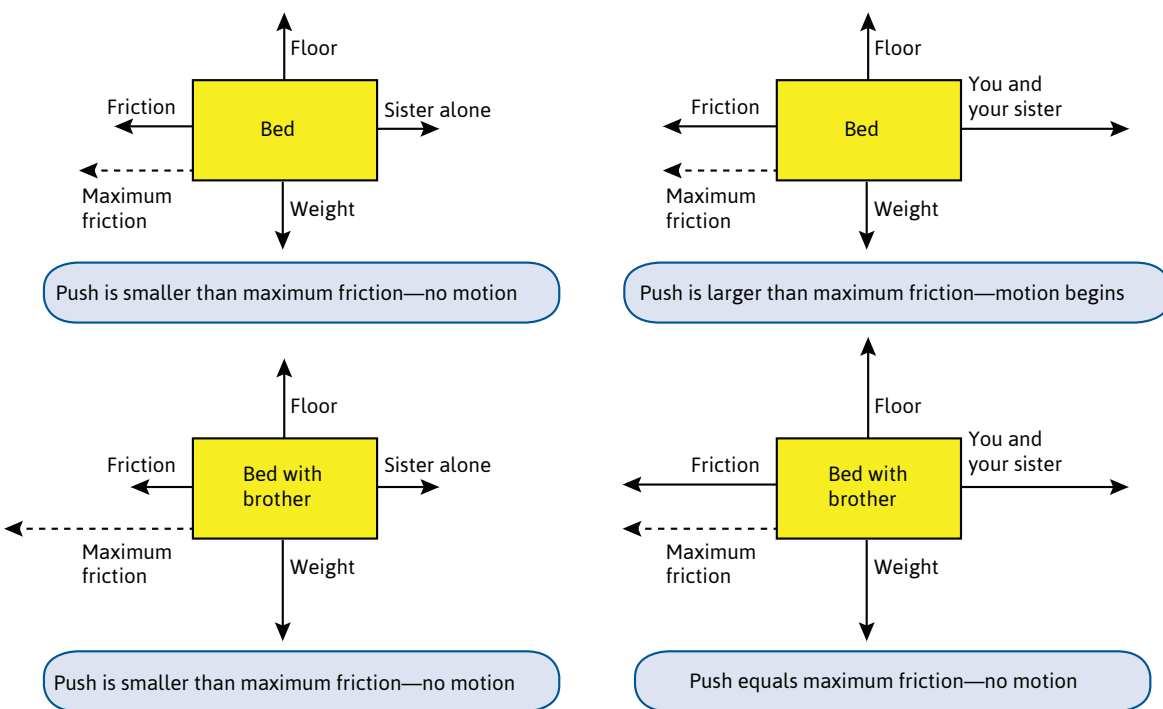 Floor
Friction
Sister alone
Bed
Maximum
friction
Weight
Push is smaller than maximum friction—no motion
Floor
You and
your sister
Friction
Bed
Maximum
friction
Weight
Push is larger than maximum friction—motion begins
Floor
Friction
Bed with
brother
Sister alone
Maximum
friction
Weight
Push is smaller than maximum friction—no motion
Floor
You and
your sister
Friction
Bed with
brother
Maximum
friction
Weight
Push equals maximum friction—no motion